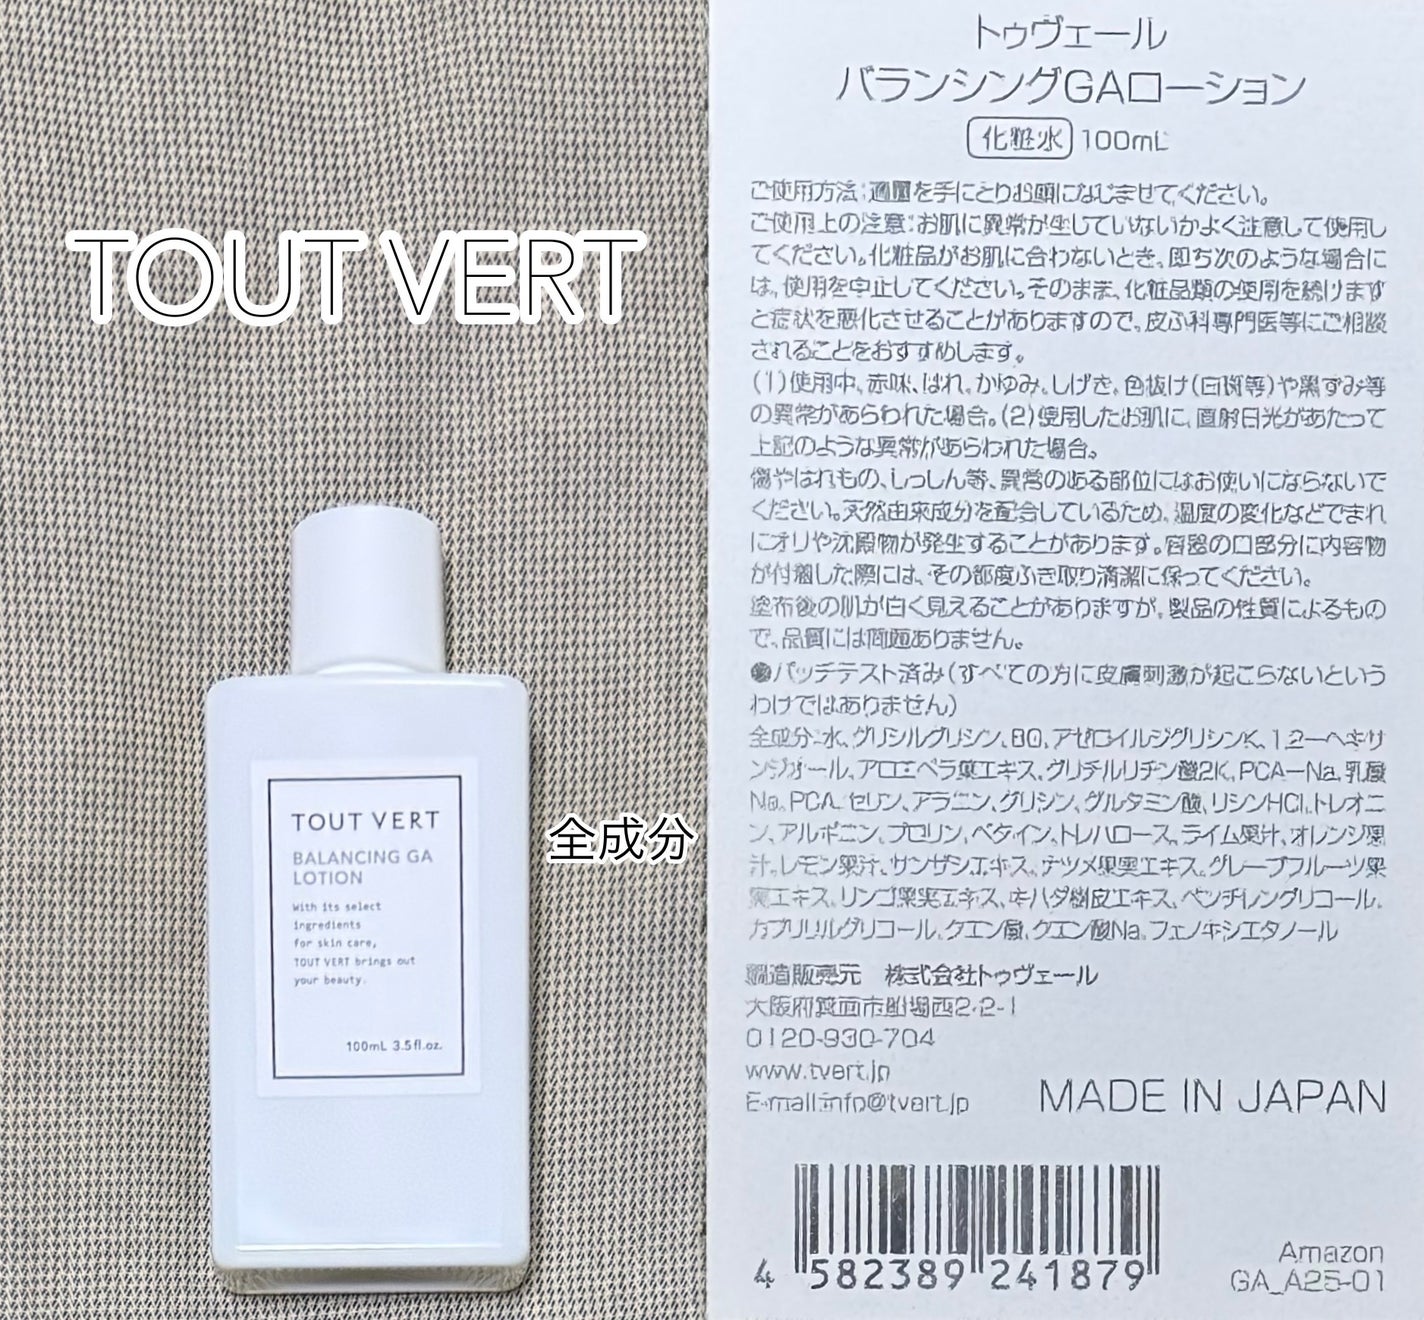 TOUT VERT
TOUT VERT
BALANCING GA
LOTION
With its select
ingredients
for skin care,
TOUT VERT brings out
your beauty.
100mL 3.5fl.oz.
全成分
トゥヴェール
バランシングGAローション
化粧水 100mL
ご使用方法:適量を手にとりお顔になじませてください。
ご使用上の注意:お肌に異常が生じていないかよく注意して使用し
てください。化粧品がお肌に合わないとき、即ち次のような場合に
は、使用を中止してください。そのまま、化粧品類の使用を続けます
と症状を悪化させることがありますので、皮ふ科専門医等にご相談
されることをおすすめします。
(1)使用中、赤味、はれ、かゆみ、しげき、色抜け(白斑等)や黒ずみ等
の異常があらわれた場合。(2)使用したお肌に、直射日光があたって
上記のような異常があらわれた場合。
傷やはれもの、しっしん等、異常のある部位にはお使いにならないで
ください。天然由来成分を配合しているため、温度の変化などでまれ
にオリや沈殿物が発生することがあります。容器の口部分に内容物
が付着した際には、その都度ふき取り清潔に保ってください。
塗布後の肌が白く見えることがありますが、製品の性質によるもの
で、品質には問題ありません。
●パッチテスト済み(すべての方に皮膚刺激が起こらないという
わけではありません)
全成分:水、グリシルグリシン、BG、アゼロイルジグリシンK、1,2-ヘキサ
ンジオール、アロエベラ葉エキス、グリチルリチン酸2K、PCA-Na、乳酸
Na、PCA、セリン、アラニン、グリシン、グルタミン酸、リシンHCl、トレオニ
ン、アルギニン、プロリン、ベタイン、トレハロース、ライム果汁、オレンジ果
汁、レモン果汁、サンザシエキス、ナツメ果実エキス、グレープフルーツ果
実エキス、リンゴ果実エキス、キハダ樹皮エキス、ペンチレングリコール、
カプリリルグリコール、クエン酸、クエン酸Na、フェノキシエタノール
製造販売元 株式会社トゥヴェール
大阪府箕面市船場西2-2-1
0120-930-704
www.tvert.jp
E-mail:info@tvert.jp
MADE IN JAPAN
4 582389 241879
Amazon
GA_A25-01